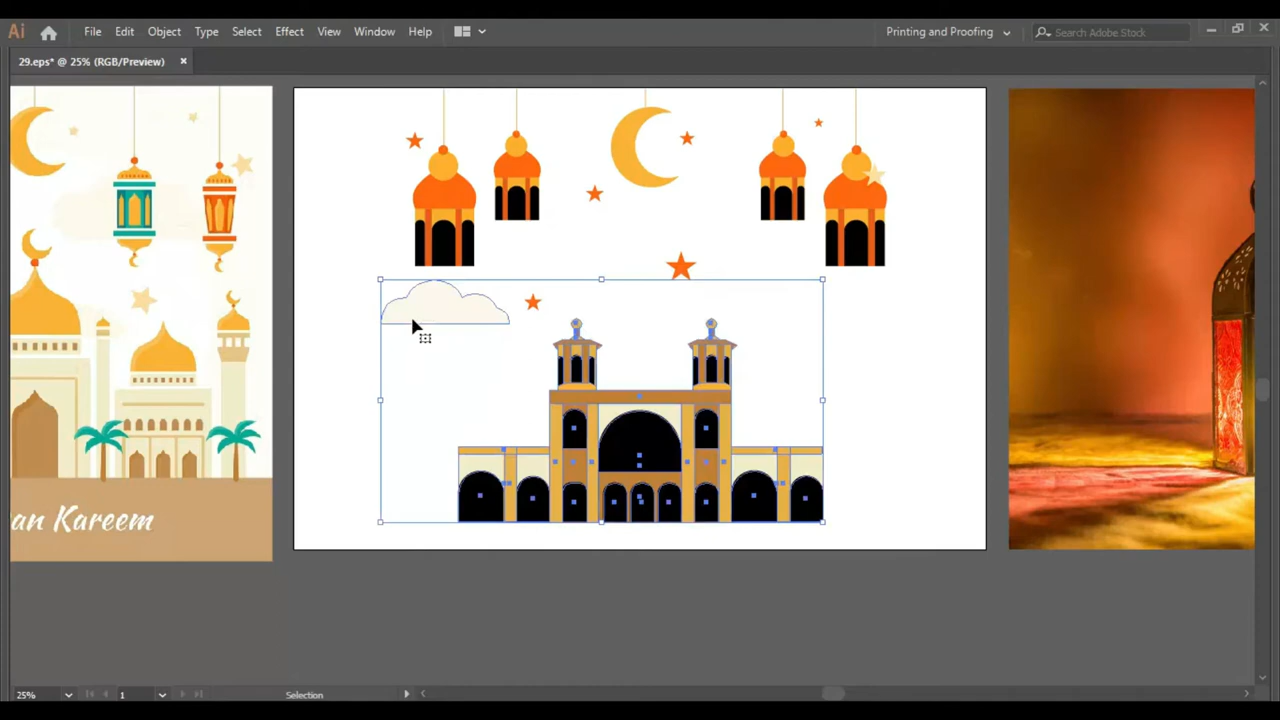 Ai File Edit Object Type Select Effect View Window Help Printing and Proofing Search Adobe Stock
29.eps* @ 25% (RGB/Preview)
an Kareem
25% 1 Selection